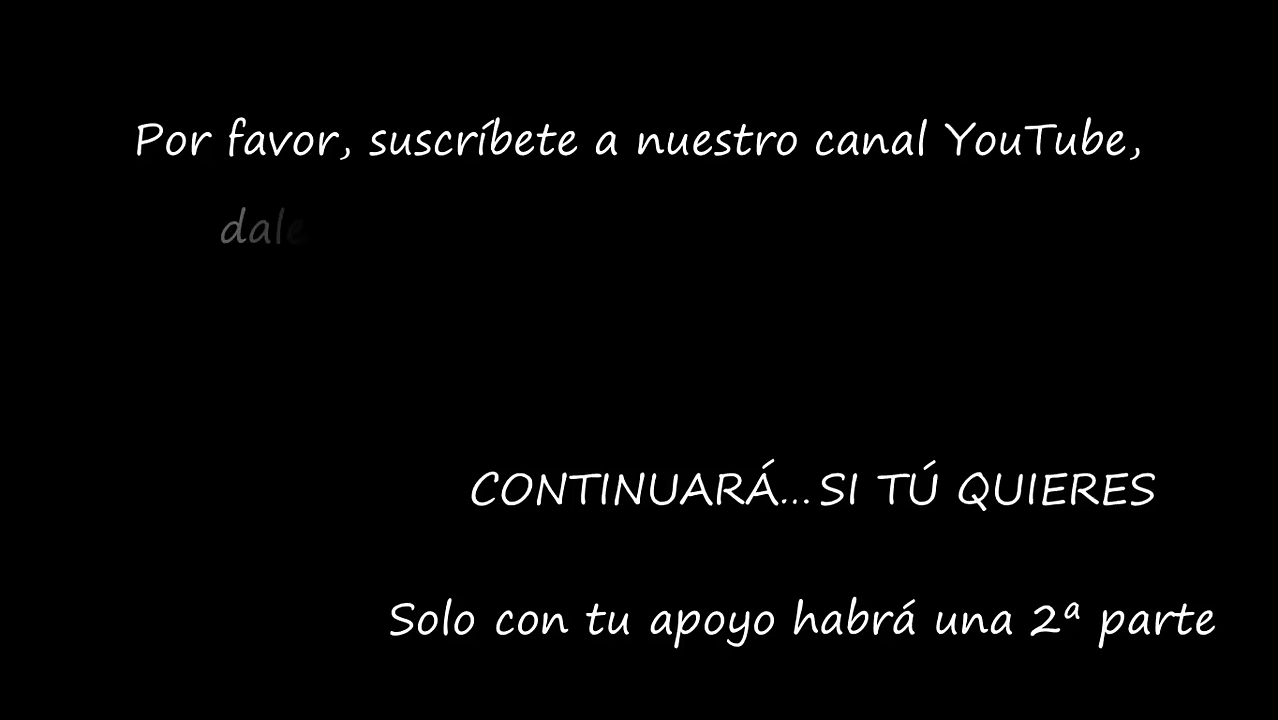 Por favor, suscríbete a nuestro canal YouTube,
dale
CONTINUARÁ...SI TÚ QUIERES
Solo con tu apoyo habrá una 2ª parte